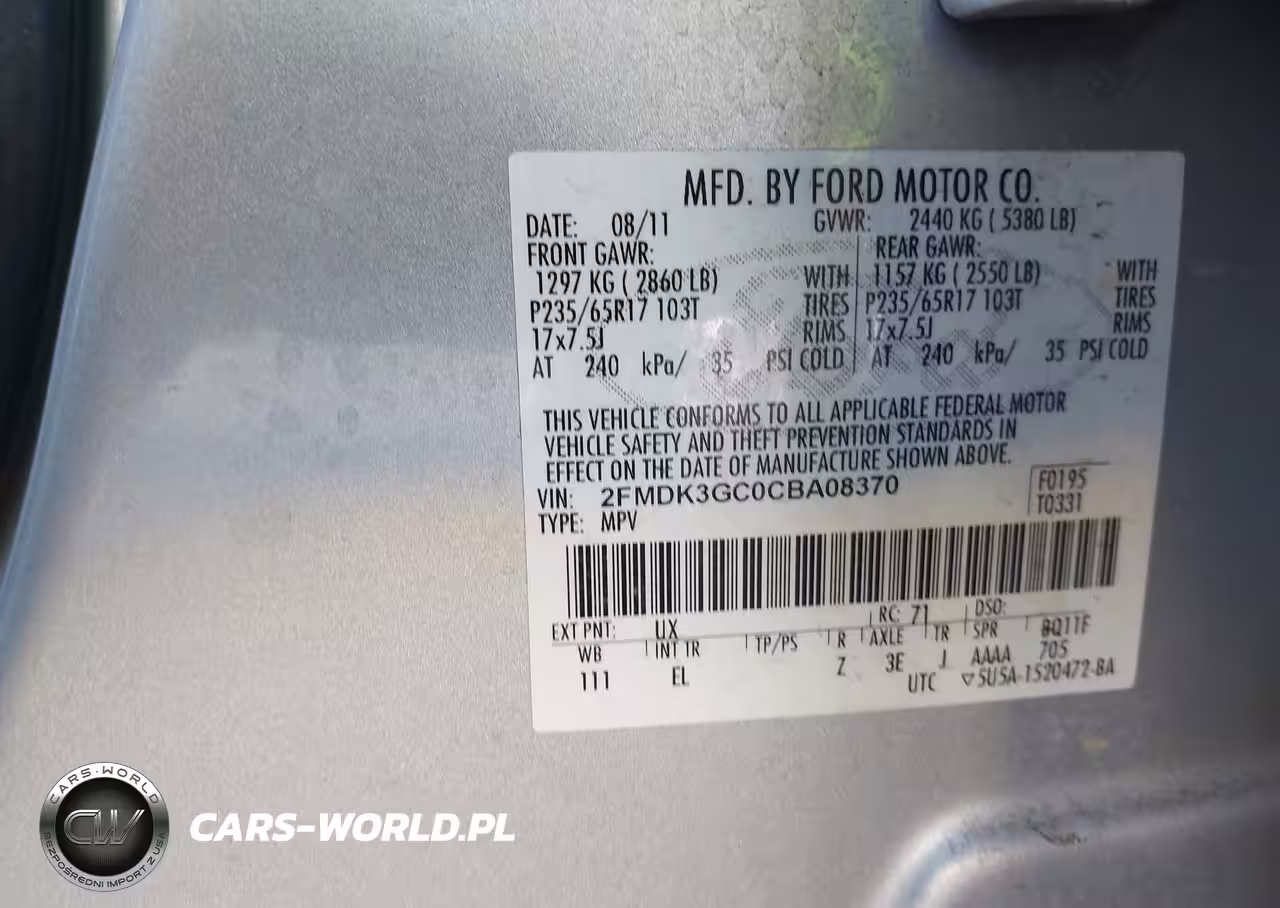 MFD. BY FORD MOTOR CO.
DATE: 08/11 GVWR: 2440 KG ( 5380 LB)
FRONT GAWR: REAR GAWR:
1297 KG ( 2860 LB) WITH 1157 KG ( 2550 LB) WITH
P235/65R17 103T TIRES P235/65R17 103T TIRES
17x7.5J RIMS 17x7.5J RIMS
AT 240 kPa/ 35 PSI COLD AT 240 kPa/ 35 PSI COLD
THIS VEHICLE CONFORMS TO ALL APPLICABLE FEDERAL MOTOR
VEHICLE SAFETY AND THEFT PREVENTION STANDARDS IN
EFFECT ON THE DATE OF MANUFACTURE SHOWN ABOVE.
VIN: 2FMDK3GC0CBA08370 F0195
TYPE: MPV T0331
EXT PNT: UX RC: 71 DSO:
WB INT TR TP/PS R AXLE TR SPR BQ11E
111 EL Z 3E J AAAA 705
UTC ▽5U5A-1520472-BA
CARS-WORLD
CW
BEZPOŚREDNI IMPORT Z USA
CARS-WORLD.PL